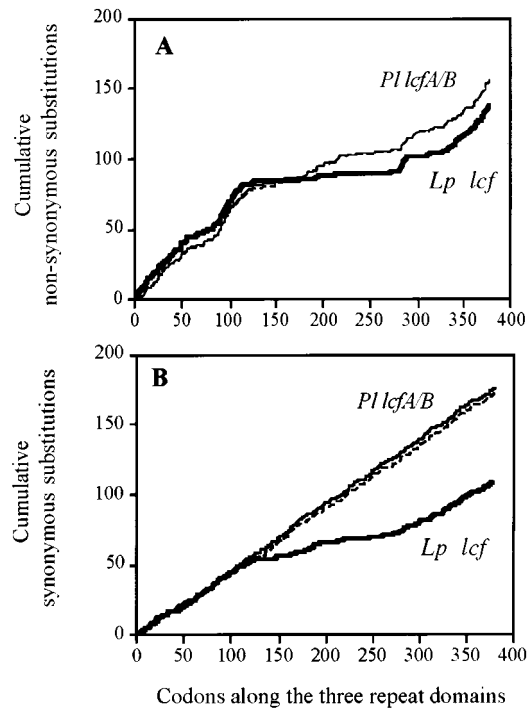 A
200
150
100
50
0
Cumulative
non-synonymous substitutions
Pl lcfA/B
Lp lcf
0 50 100 150 200 250 300 350 400
B
200
150
100
50
0
Cumulative
synonymous substitutions
Pl lcfA/B
Lp lcf
0 50 100 150 200 250 300 350 400
Codons along the three repeat domains